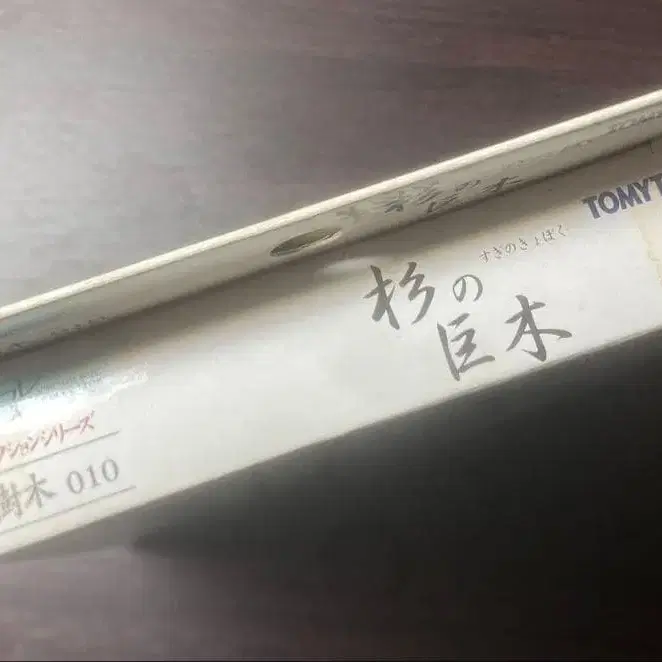 TOMYT
すぎのきょぼく
杉の
巨木
クションシリーズ
樹木 010